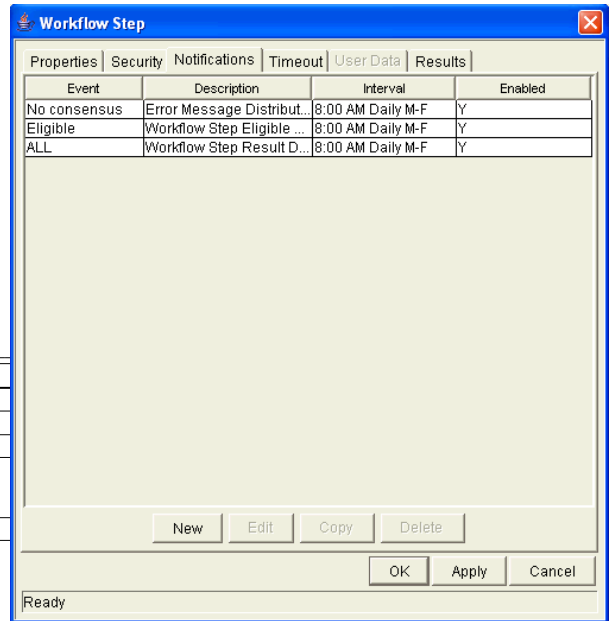 Workflow Step
Properties Security Notifications Timeout User Data Results
Event Description Interval Enabled
No consensus Error Message Distribut... 8:00 AM Daily M-F Y
Eligible Workflow Step Eligible ... 8:00 AM Daily M-F Y
ALL Workflow Step Result D... 8:00 AM Daily M-F Y
New Edit Copy Delete
OK Apply Cancel
Ready